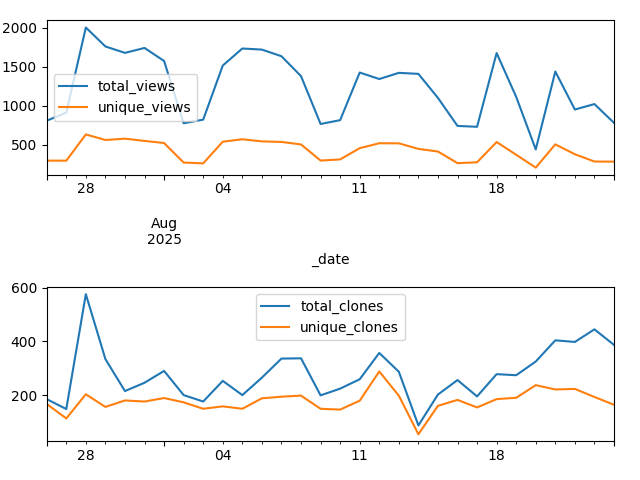 2000
1500
1000
500
total_views
unique_views
28
04
11
18
Aug
2025
_date
600
400
200
total_clones
unique_clones
28
04
11
18